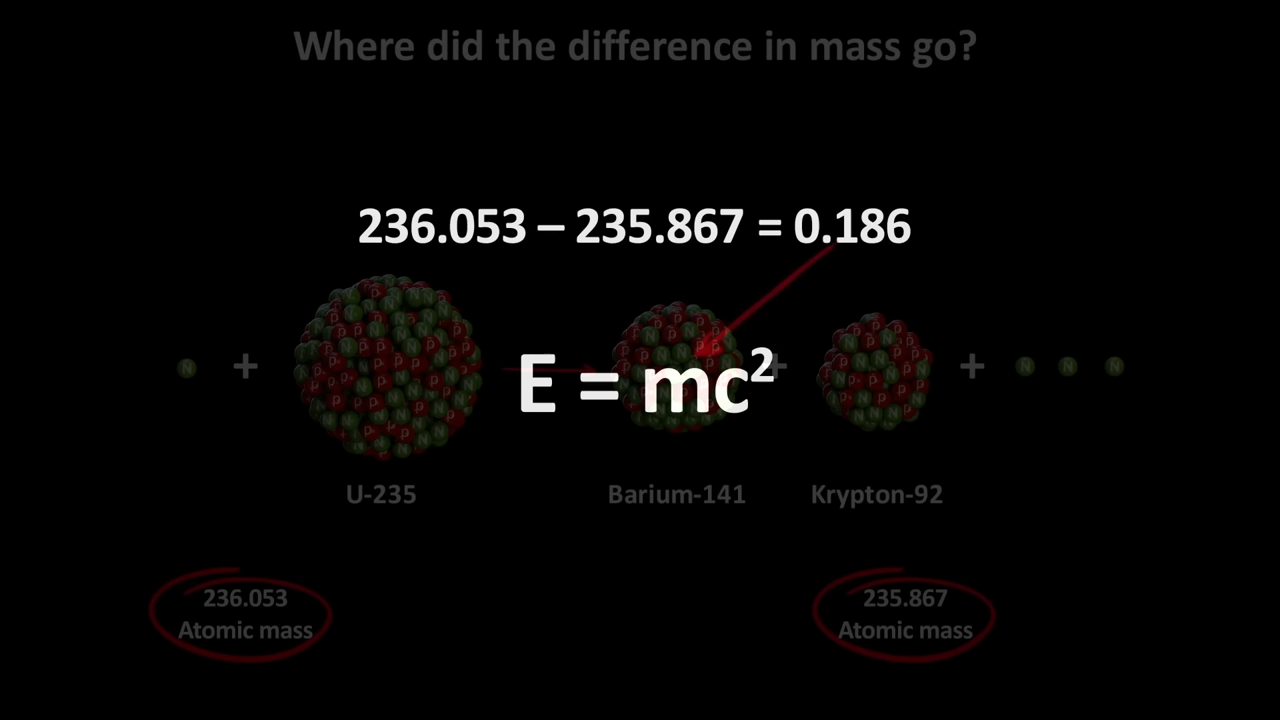 Where did the difference in mass go?
236.053 – 235.867 = 0.186
E = mc²
N + + + N N N
U-235 Barium-141 Krypton-92
236.053 235.867
Atomic mass Atomic mass